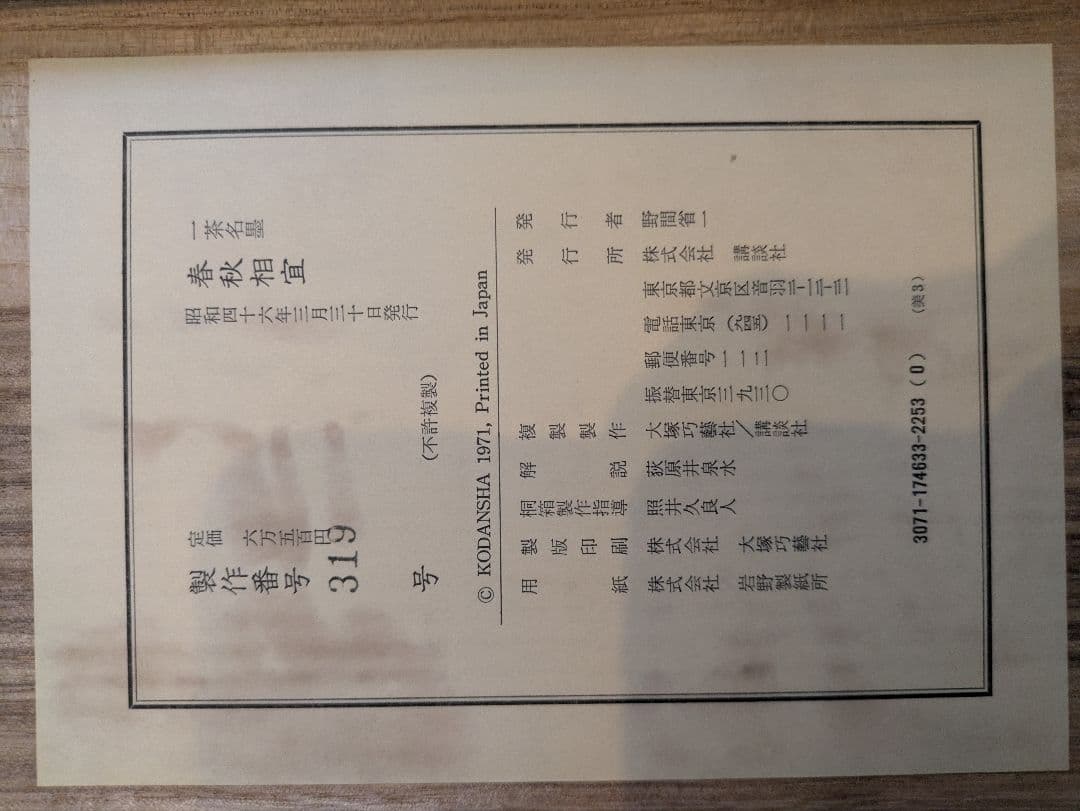 一茶名墨
春秋相宜
昭和四十六年三月三十日発行
(不許複製)
定価 六万五百円
製作番号 319 号
© KODANSHA 1971, Printed in Japan
発行者 野間省一
発行所 株式会社 講談社
東京都文京区音羽二-十二-二一
電話東京(九四五)一一一一
郵便番号一一二
振替東京三九三〇
複製製作 大塚巧藝社/講談社
解説 荻原井泉水
桐箱製作指導 照井久良人
製版印刷 株式会社 大塚巧藝社
用紙 株式会社 岩野製紙所
3071-174633-2253 (0) (美3)